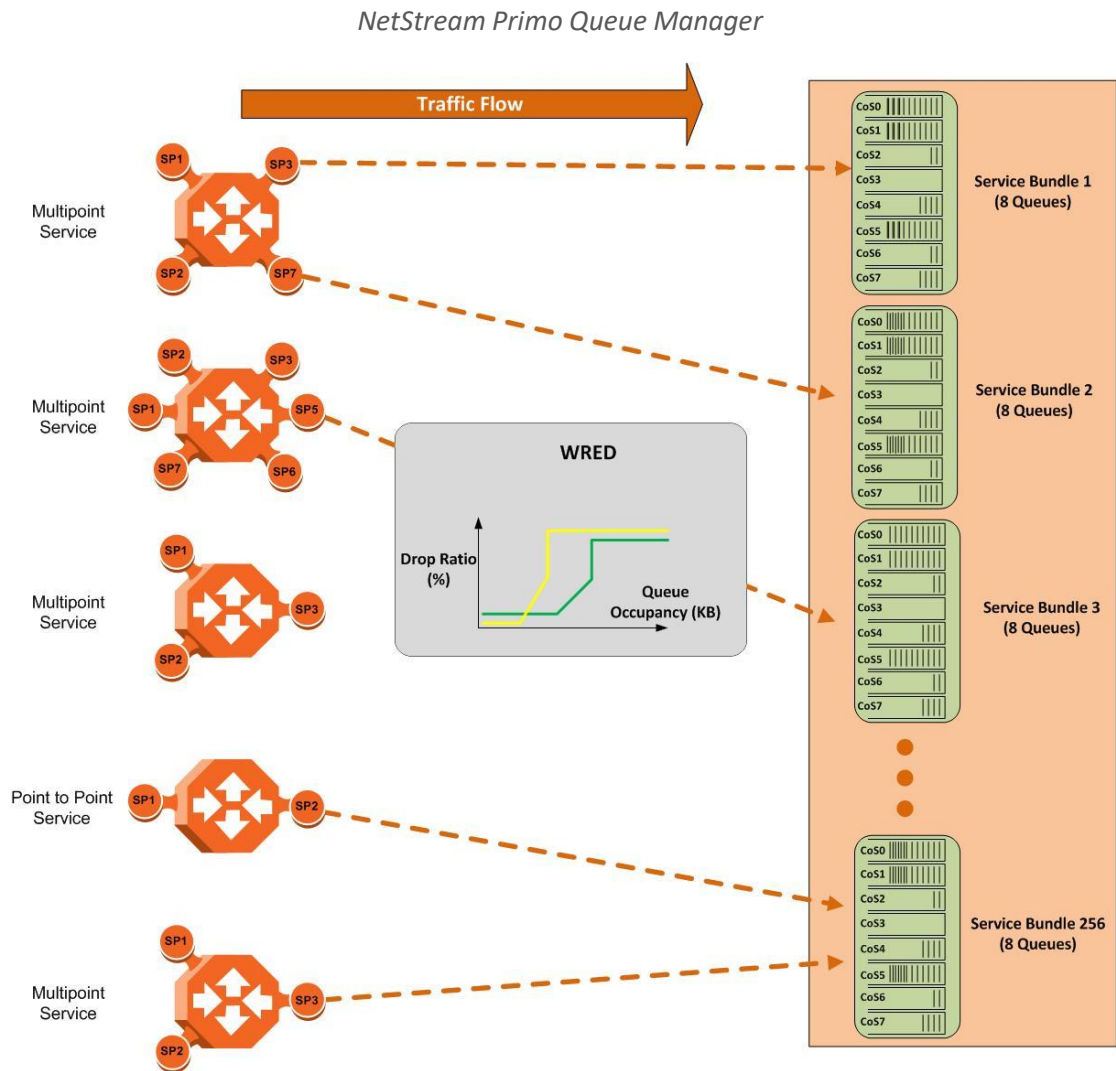 NetStream Primo Queue Manager
Traffic Flow
SP1
SP3
Multipoint
Service
SP2
SP7
SP2
SP3
Multipoint
Service
SP1
SP5
SP7
SP6
WRED
Drop Ratio
(%)
Queue
Occupancy (KB)
SP1
Multipoint
Service
SP3
SP2
Point to Point
Service
SP1
SP2
SP1
Multipoint
Service
SP3
SP2
CoS0
CoS1
CoS2
CoS3
CoS4
CoS5
CoS6
CoS7
Service Bundle 1
(8 Queues)
CoS0
CoS1
CoS2
CoS3
CoS4
CoS5
CoS6
CoS7
Service Bundle 2
(8 Queues)
CoS0
CoS1
CoS2
CoS3
CoS4
CoS5
CoS6
CoS7
Service Bundle 3
(8 Queues)
CoS0
CoS1
CoS2
CoS3
CoS4
CoS5
CoS6
CoS7
Service Bundle 256
(8 Queues)